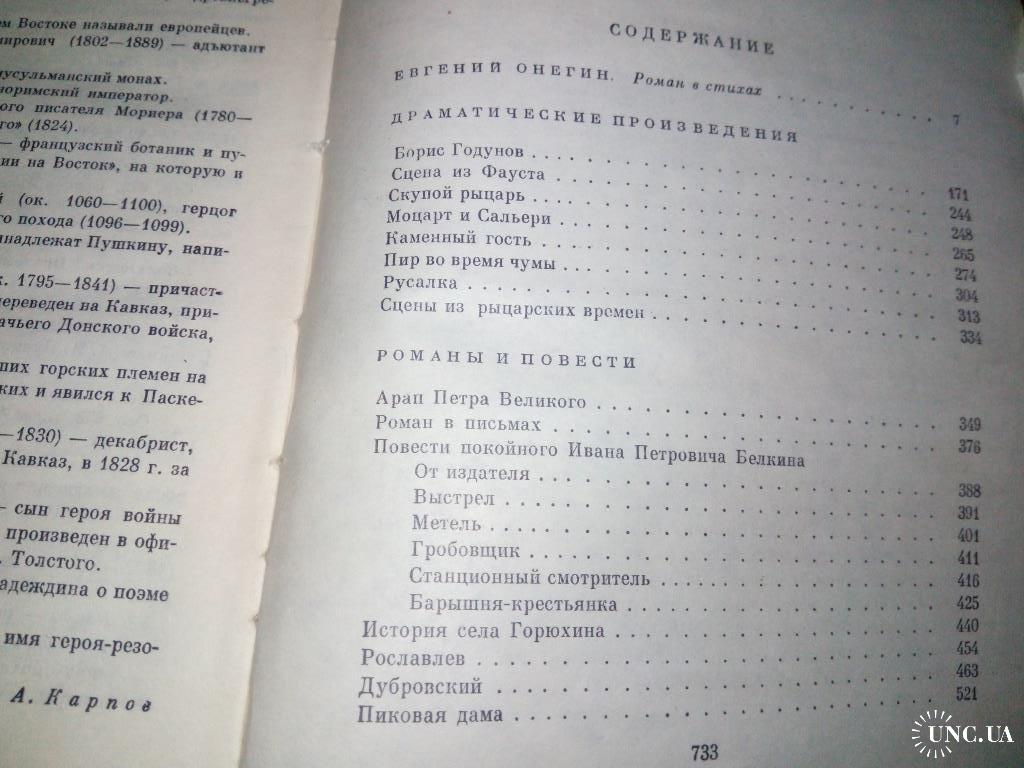 ем Востоке называли европейцев.
мирович (1802—1889) — адъютант
мусульманский монах.
норимский император.
ого писателя Мориера (1780—
го» (1824).
— французский ботаник и пу-
ии на Восток», на которую и
й (ок. 1060—1100), герцог
го похода (1096—1099).
надлежат Пушкину, напи-
к. 1795—1841) — причаст-
переведен на Кавказ, при-
ачьего Донского войска,
ших горских племен на
ких и явился к Паске-
—1830) — декабрист,
Кавказ, в 1828 г. за
— сын героя войны
произведен в офи-
. Толстого.
адеждина о поэме
имя героя-резо-
А. Карпов
СОДЕРЖАНИЕ
ЕВГЕНИЙ ОНЕГИН. Роман в стихах . . . . . . . . 7
ДРАМАТИЧЕСКИЕ ПРОИЗВЕДЕНИЯ
Борис Годунов . . . . . . . . 171
Сцена из Фауста . . . . . . . . 244
Скупой рыцарь . . . . . . . . 248
Моцарт и Сальери . . . . . . . . 265
Каменный гость . . . . . . . . 274
Пир во время чумы . . . . . . . . 304
Русалка . . . . . . . . 313
Сцены из рыцарских времен . . . . . . . . 334
РОМАНЫ И ПОВЕСТИ
Арап Петра Великого . . . . . . . . 349
Роман в письмах . . . . . . . . 376
Повести покойного Ивана Петровича Белкина
От издателя . . . . . . . . 388
Выстрел . . . . . . . . 391
Метель . . . . . . . . 401
Гробовщик . . . . . . . . 411
Станционный смотритель . . . . . . . . 416
Барышня-крестьянка . . . . . . . . 425
История села Горюхина . . . . . . . . 440
Рославлев . . . . . . . . 454
Дубровский . . . . . . . . 463
Пиковая дама . . . . . . . . 521
733
UNC.UA